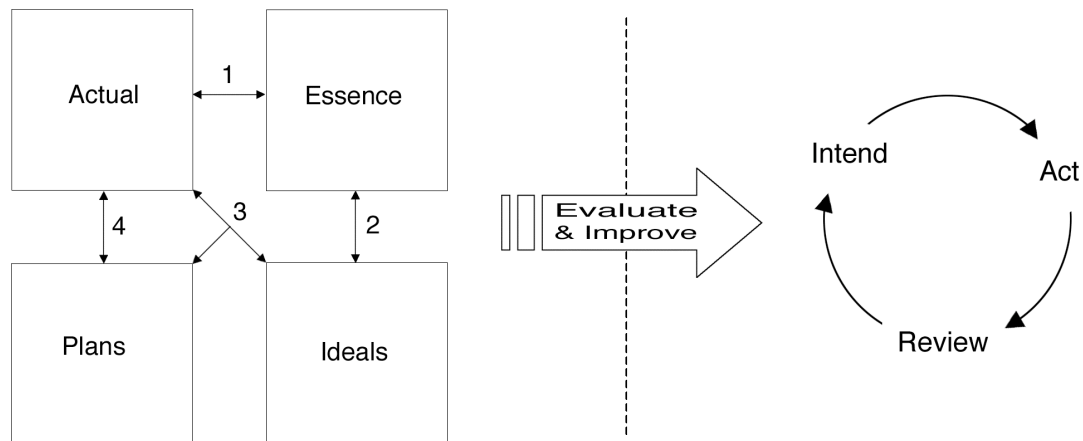 Actual
1
Essence
4
3
2
Plans
Ideals
Evaluate
& Improve
Intend
Act
Review